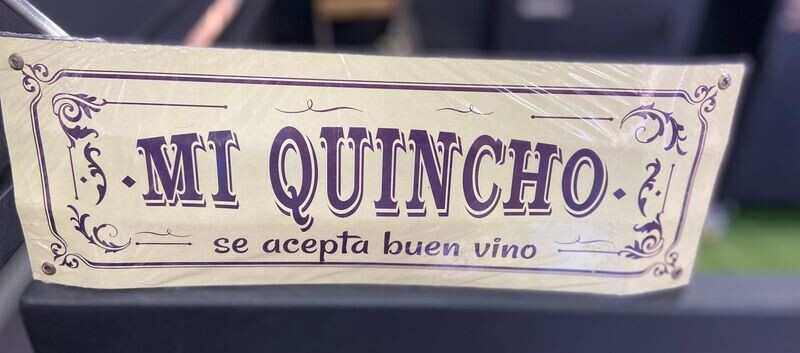 MI QUINCHO
se acepta buen vino